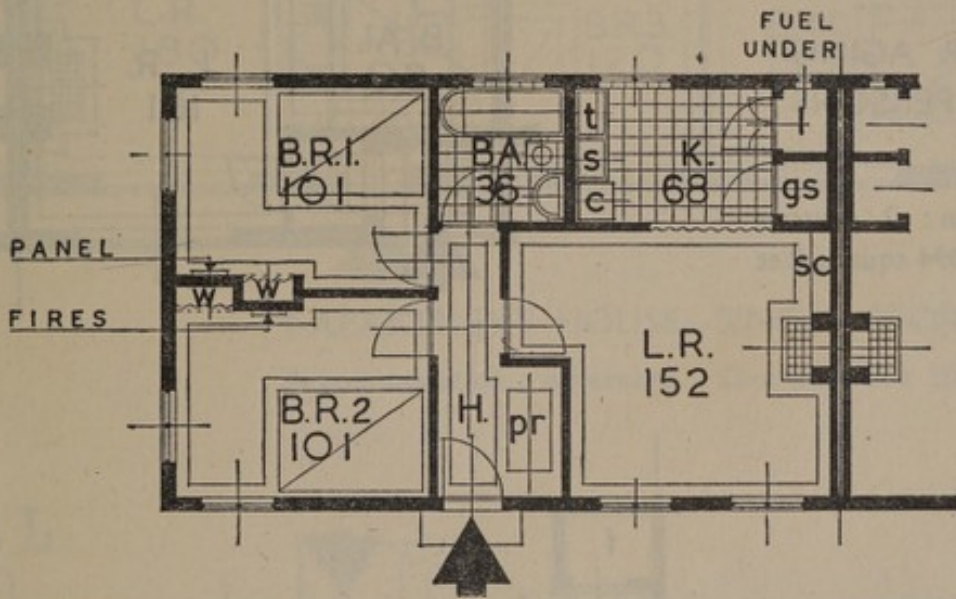 FUEL
UNDER
B.R.1.
101
BA.
36
t
s
c
K.
68
l
gs
PANEL
W
W
FIRES
sc
L.R.
152
B.R.2
101
H.
pr